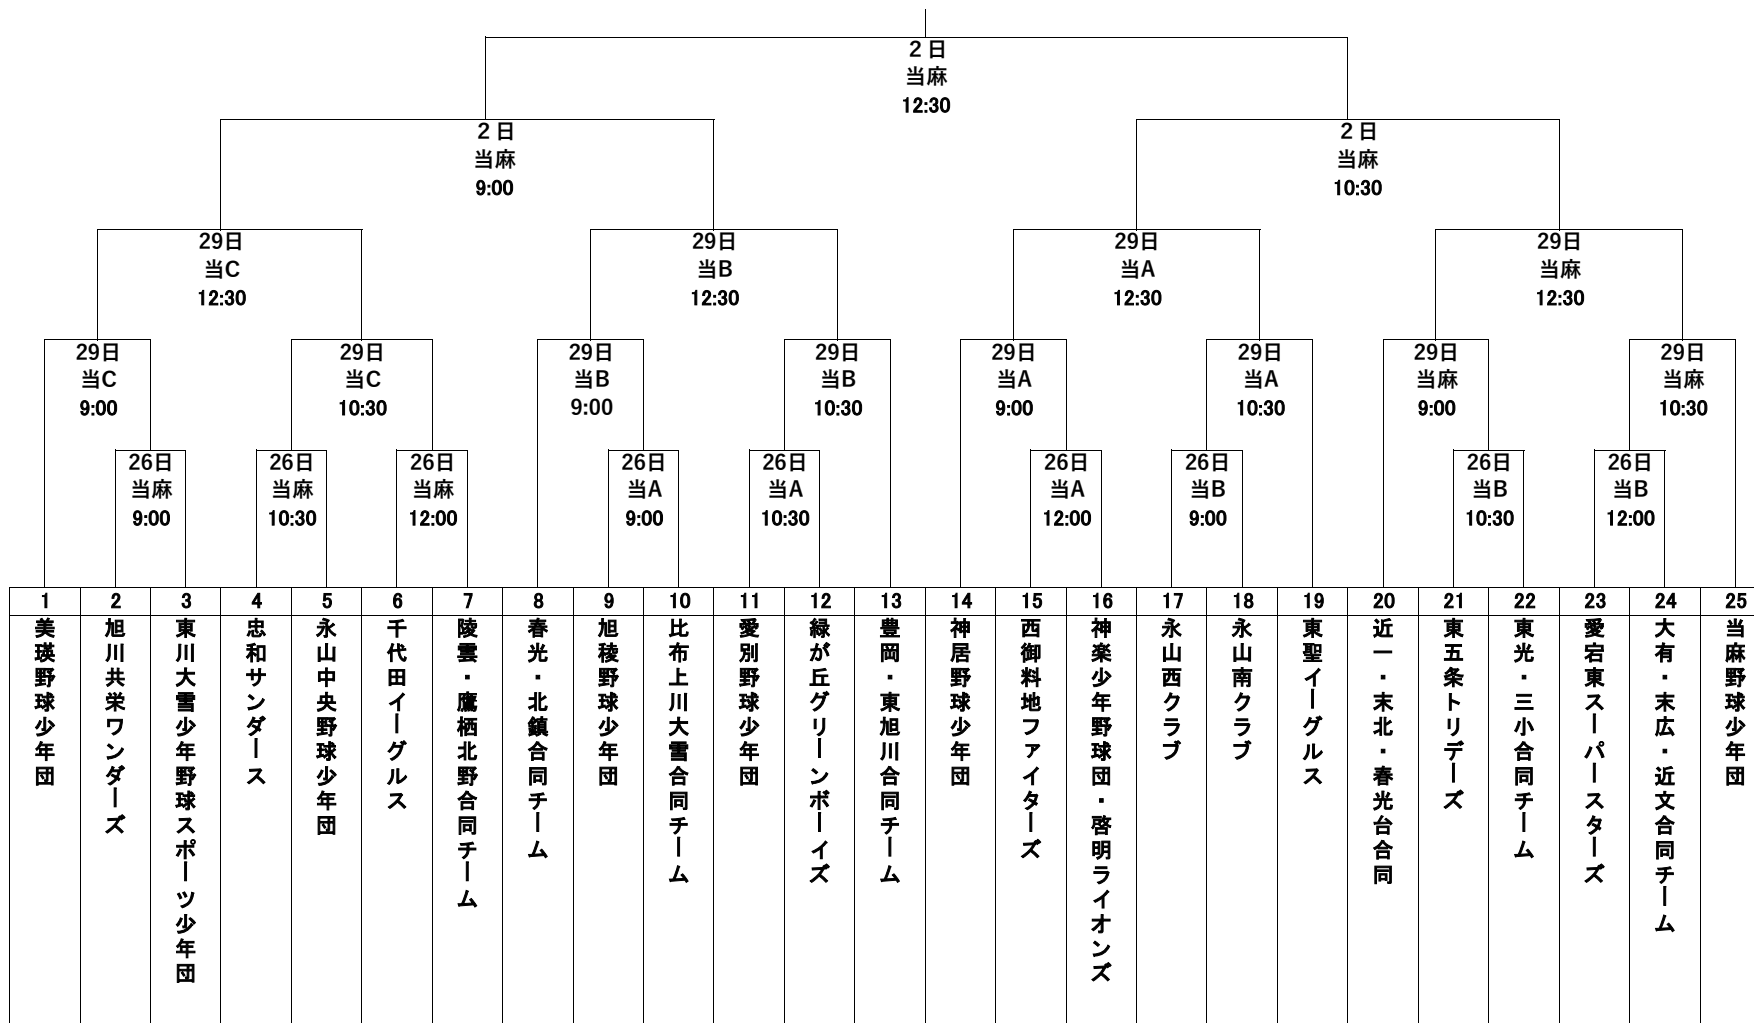 ２日
当麻
12:30
２日
当麻
9:00
２日
当麻
10:30
29日
当C
12:30
29日
当B
12:30
29日
当A
12:30
29日
当麻
12:30
29日
当C
9:00
29日
当C
10:30
29日
当B
9:00
29日
当B
10:30
29日
当A
9:00
29日
当A
10:30
29日
当麻
9:00
29日
当麻
10:30
26日
当麻
9:00
26日
当麻
10:30
26日
当麻
12:00
26日
当A
9:00
26日
当A
10:30
26日
当A
12:00
26日
当B
9:00
26日
当B
10:30
26日
当B
12:00
1
美瑛野球少年団
2
旭川共栄ワンダーズ
3
東川大雪少年野球スポーツ少年団
4
忠和サンダース
5
永山中央野球少年団
6
千代田イーグルス
7
陵雲・鷹栖北野合同チーム
8
春光・北鎮合同チーム
9
旭稜野球少年団
10
比布上川大雪合同チーム
11
愛別野球少年団
12
緑が丘グリーンボーイズ
13
豊岡・東旭川合同チーム
14
神居野球少年団
15
西御料地ファイターズ
16
神楽少年野球団・啓明ライオンズ
17
永山西クラブ
18
永山南クラブ
19
東聖イーグルス
20
近一・末北・春光台合同
21
東五条トリデーズ
22
東光・三小合同チーム
23
愛宕東スーパースターズ
24
大有・末広・近文合同チーム
25
当麻野球少年団